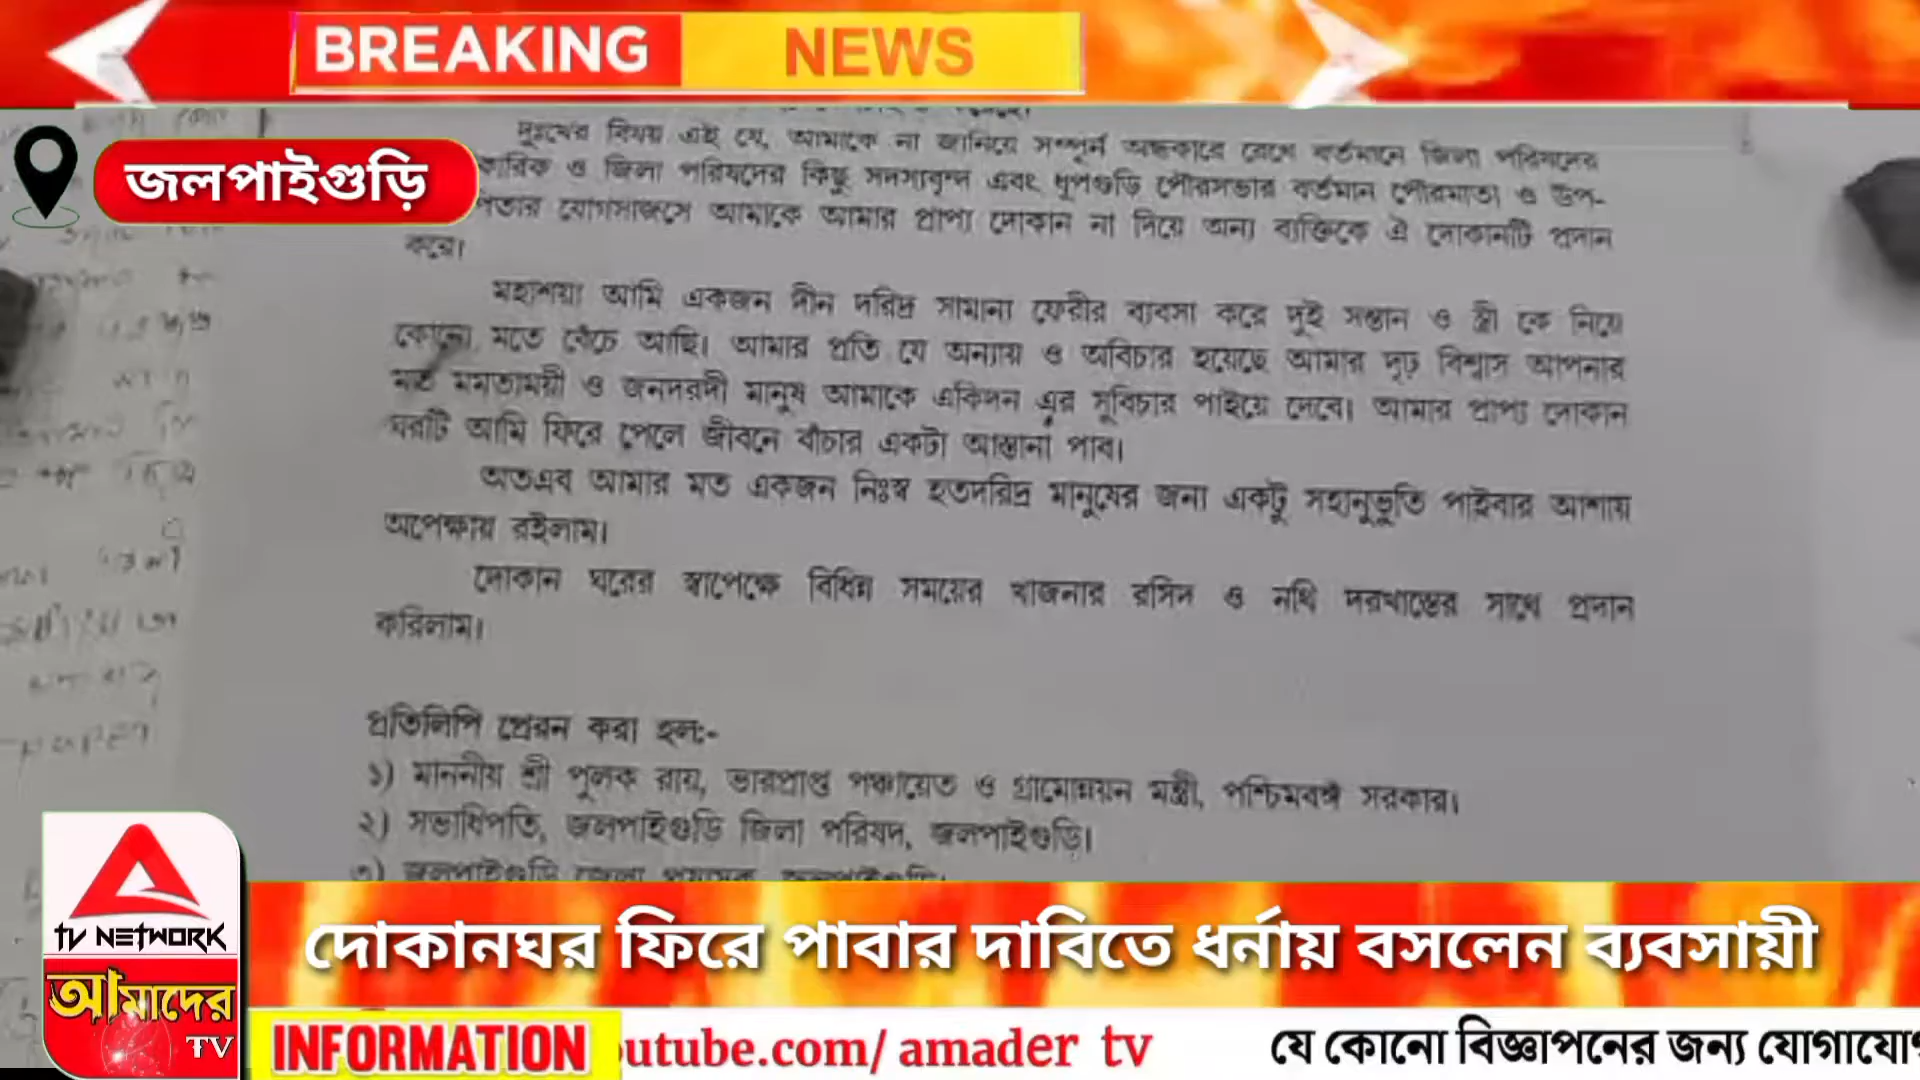 BREAKING NEWS
জলপাইগুড়ি
দুঃখের বিষয় এই যে, আমাকে না জানিয়ে সম্পূর্ন অন্ধকারে রেখে বর্তমানে জিলা পরিষদের
কারিক ও জিলা পরিষদের কিছু সদস্যবৃন্দ এবং ধূপগুড়ি পৌরসভার বর্তমান পৌরমাতা ও উপ-
পিতার যোগসাজসে আমাকে আমার প্রাপ্য দোকান না দিয়ে অন্য ব্যক্তিকে ঐ দোকানটি প্রদান
করে।
মহাশয়া আমি একজন দীন দরিদ্র সামান্য ফেরীর ব্যবসা করে দুই সন্তান ও স্ত্রী কে নিয়ে
কোনো মতে বেঁচে আছি। আমার প্রতি যে অন্যায় ও অবিচার হয়েছে আমার দৃঢ় বিশ্বাস আপনার
মত মমতাময়ী ও জনদরদী মানুষ আমাকে একদিন এর সুবিচার পাইয়ে দেবে। আমার প্রাপ্য দোকান
ঘরটি আমি ফিরে পেলে জীবনে বাঁচার একটা আস্তানা পাব।
অতএব আমার মত একজন নিঃস্ব হতদরিদ্র মানুষের জন্য একটু সহানুভুতি পাইবার আশায়
অপেক্ষায় রইলাম।
দোকান ঘরের স্বাপেক্ষে বিভিন্ন সময়ের খাজনার রসিদ ও নথি দরখাস্তের সাথে প্রদান
করিলাম।
প্রতিলিপি প্রেরন করা হল:-
১) মাননীয় শ্রী পুলক রায়, ভারপ্রাপ্ত পঞ্চায়েত ও গ্রামোন্নয়ন মন্ত্রী, পশ্চিমবঙ্গ সরকার।
২) সভাধিপতি, জলপাইগুড়ি জিলা পরিষদ, জলপাইগুড়ি।
৩) জলপাইগুড়ি জেলা
TV NETWORK
আমাদের
TV
দোকানঘর ফিরে পাবার দাবিতে ধর্নায় বসলেন ব্যবসায়ী
INFORMATION utube.com/ amader tv যে কোনো বিজ্ঞাপনের জন্য